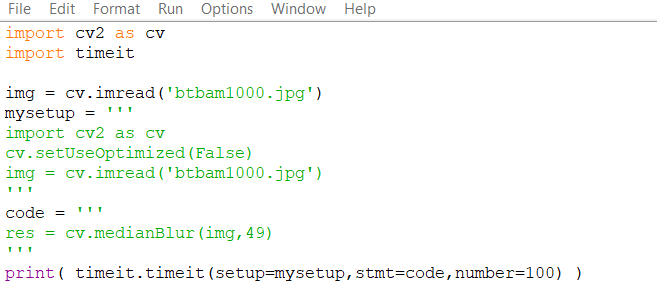 File Edit Format Run Options Window Help
import cv2 as cv
import timeit
img = cv.imread('btbam1000.jpg')
mysetup = '''
import cv2 as cv
cv.setUseOptimized(False)
img = cv.imread('btbam1000.jpg')
'''
code = '''
res = cv.medianBlur(img,49)
'''
print( timeit.timeit(setup=mysetup,stmt=code,number=100) )